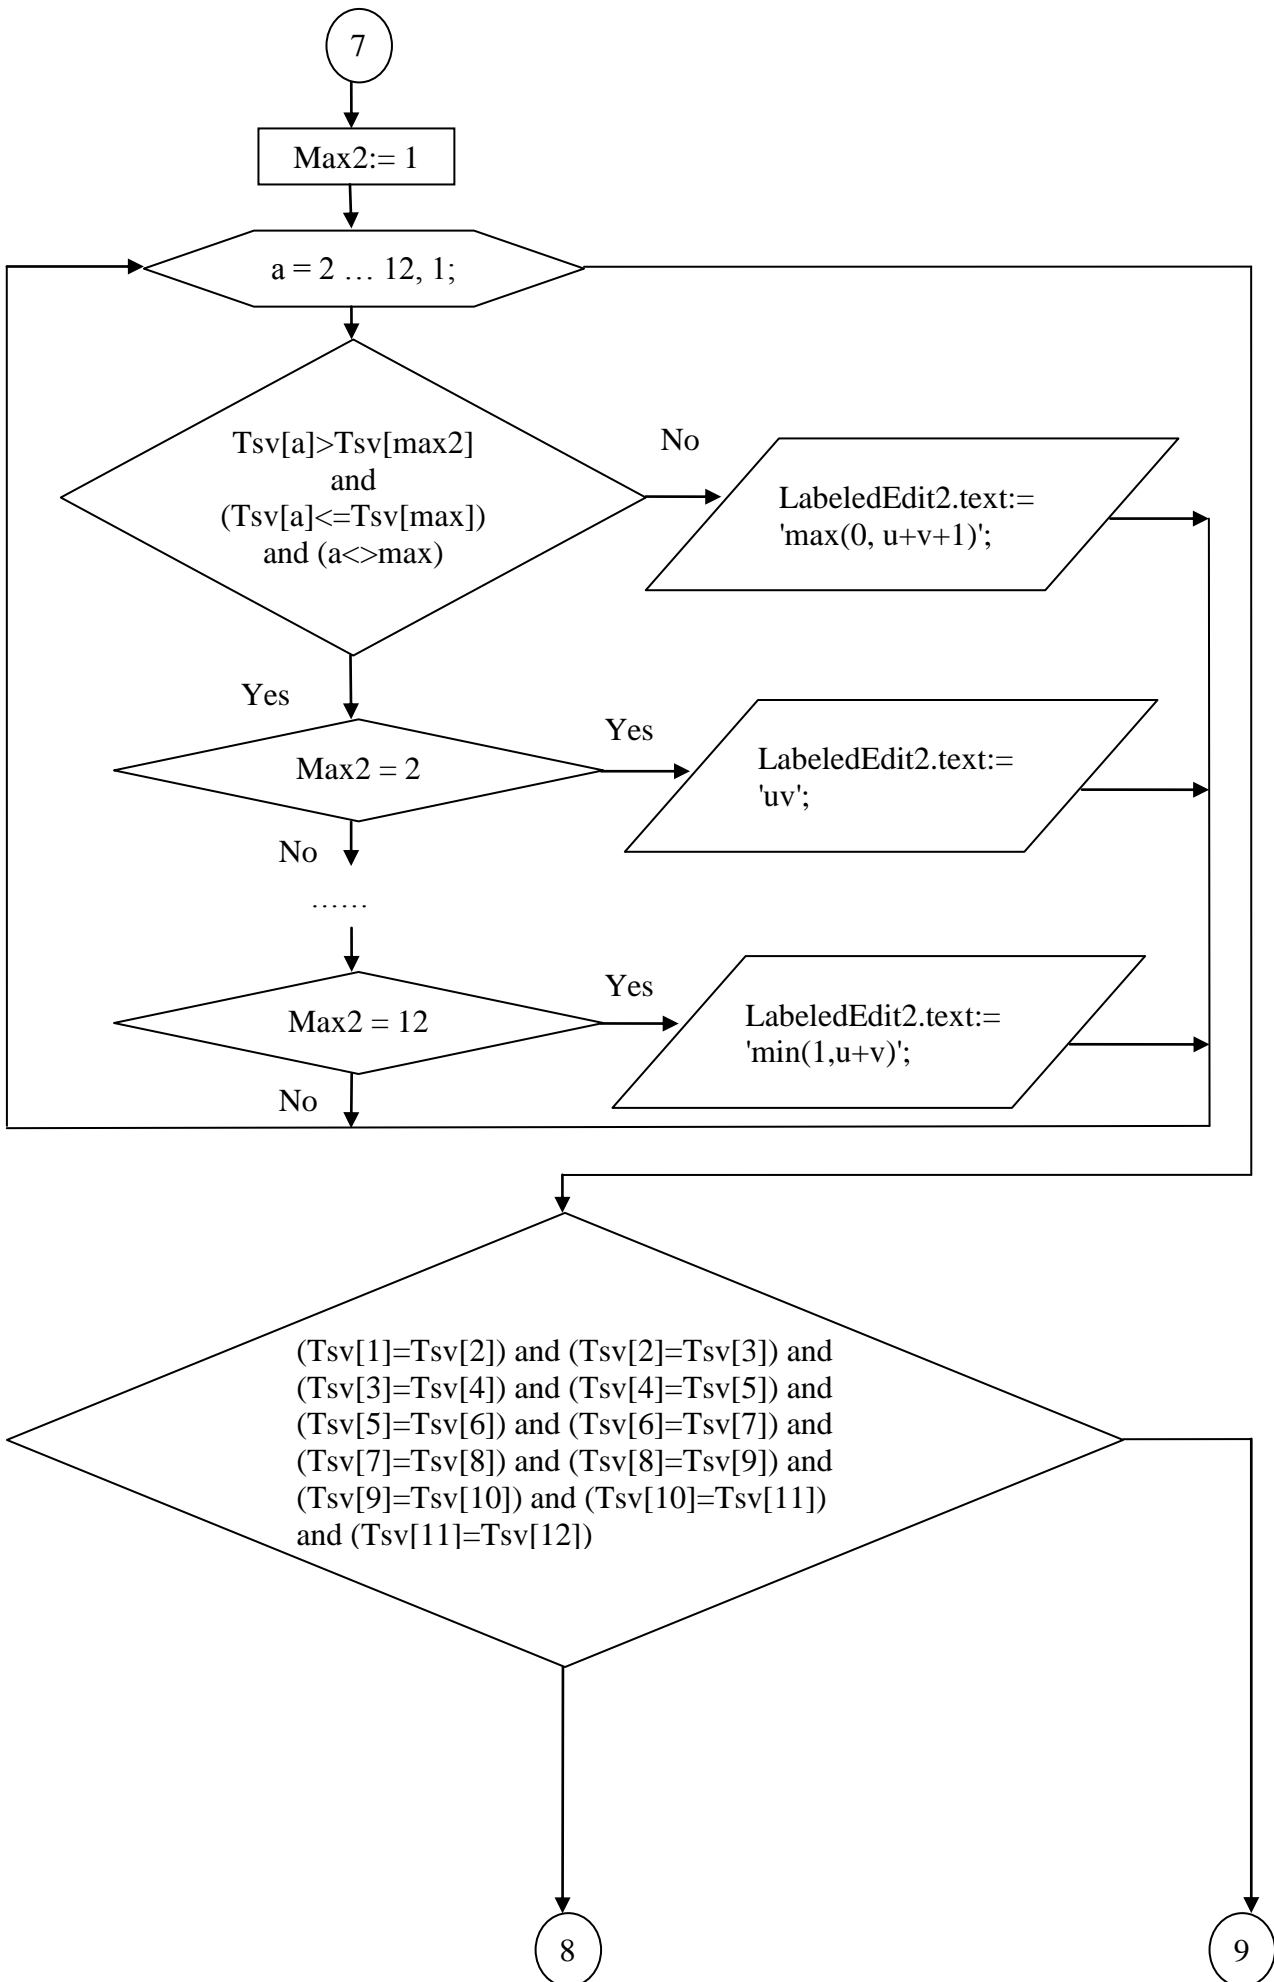 7
Max2:= 1
a = 2 … 12, 1;
Tsv[a]>Tsv[max2]
and
(Tsv[a]<=Tsv[max])
and (a<>max)
No
LabeledEdit2.text:=
'max(0, u+v+1)';
Yes
Max2 = 2
Yes
LabeledEdit2.text:=
'uv';
No
……
Max2 = 12
Yes
LabeledEdit2.text:=
'min(1,u+v)';
No
(Tsv[1]=Tsv[2]) and (Tsv[2]=Tsv[3]) and
(Tsv[3]=Tsv[4]) and (Tsv[4]=Tsv[5]) and
(Tsv[5]=Tsv[6]) and (Tsv[6]=Tsv[7]) and
(Tsv[7]=Tsv[8]) and (Tsv[8]=Tsv[9]) and
(Tsv[9]=Tsv[10]) and (Tsv[10]=Tsv[11])
and (Tsv[11]=Tsv[12])
8
9